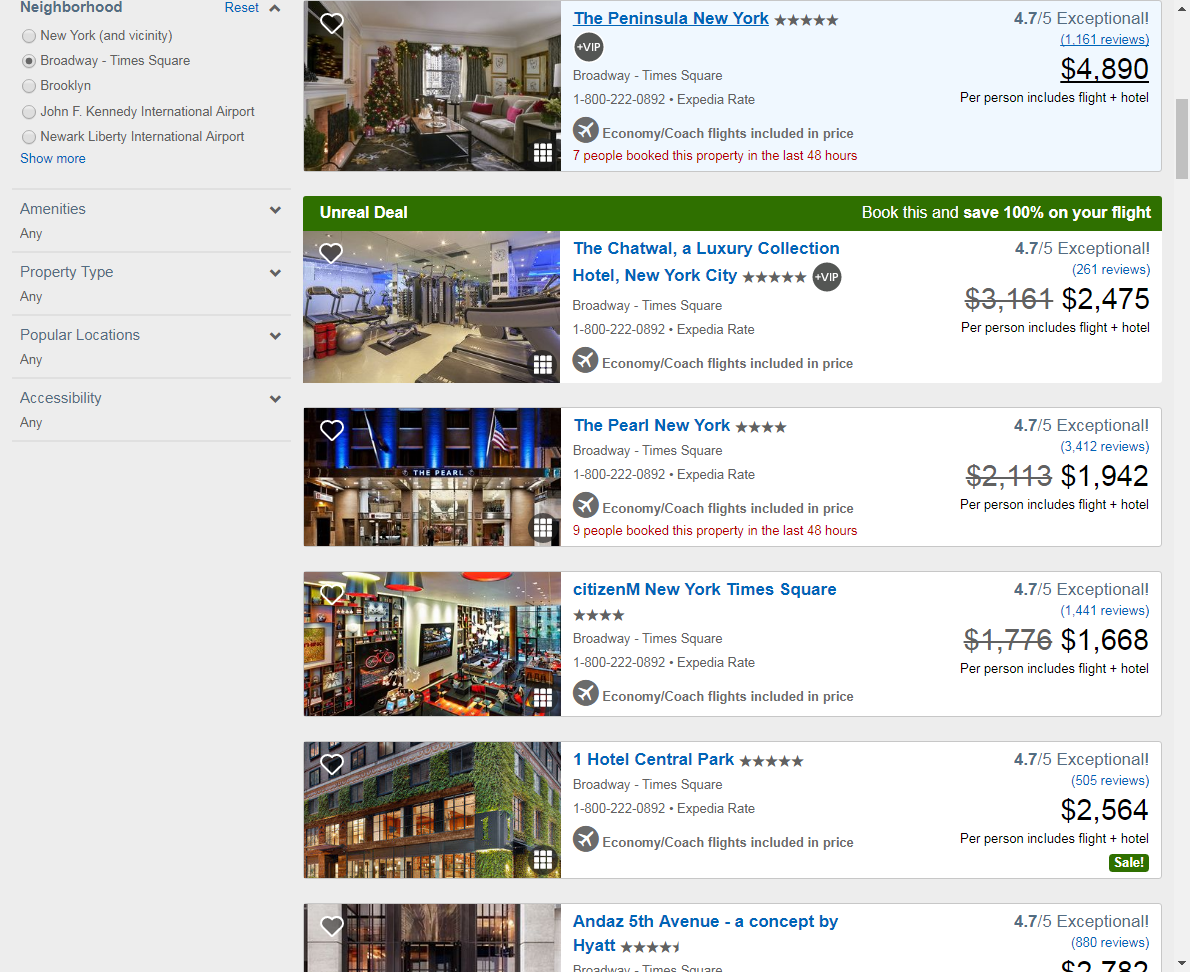 Neighborhood Reset
New York (and vicinity)
Broadway - Times Square
Brooklyn
John F. Kennedy International Airport
Newark Liberty International Airport
Show more
Amenities
Any
Property Type
Any
Popular Locations
Any
Accessibility
Any
The Peninsula New York
+VIP
Broadway - Times Square
1-800-222-0892 • Expedia Rate
Economy/Coach flights included in price
7 people booked this property in the last 48 hours
4.7/5 Exceptional!
(1,161 reviews)
$4,890
Per person includes flight + hotel
Unreal Deal
Book this and save 100% on your flight
The Chatwal, a Luxury Collection
Hotel, New York City +VIP
Broadway - Times Square
1-800-222-0892 • Expedia Rate
Economy/Coach flights included in price
4.7/5 Exceptional!
(261 reviews)
$3,161 $2,475
Per person includes flight + hotel
THE PEARL
The Pearl New York
Broadway - Times Square
1-800-222-0892 • Expedia Rate
Economy/Coach flights included in price
9 people booked this property in the last 48 hours
4.7/5 Exceptional!
(3,412 reviews)
$2,113 $1,942
Per person includes flight + hotel
citizenM New York Times Square
Broadway - Times Square
1-800-222-0892 • Expedia Rate
Economy/Coach flights included in price
4.7/5 Exceptional!
(1,441 reviews)
$1,776 $1,668
Per person includes flight + hotel
1 Hotel Central Park
Broadway - Times Square
1-800-222-0892 • Expedia Rate
Economy/Coach flights included in price
4.7/5 Exceptional!
(505 reviews)
$2,564
Per person includes flight + hotel
Sale!
Andaz 5th Avenue - a concept by
Hyatt
Broadway - Times Square
4.7/5 Exceptional!
(880 reviews)
$2,782